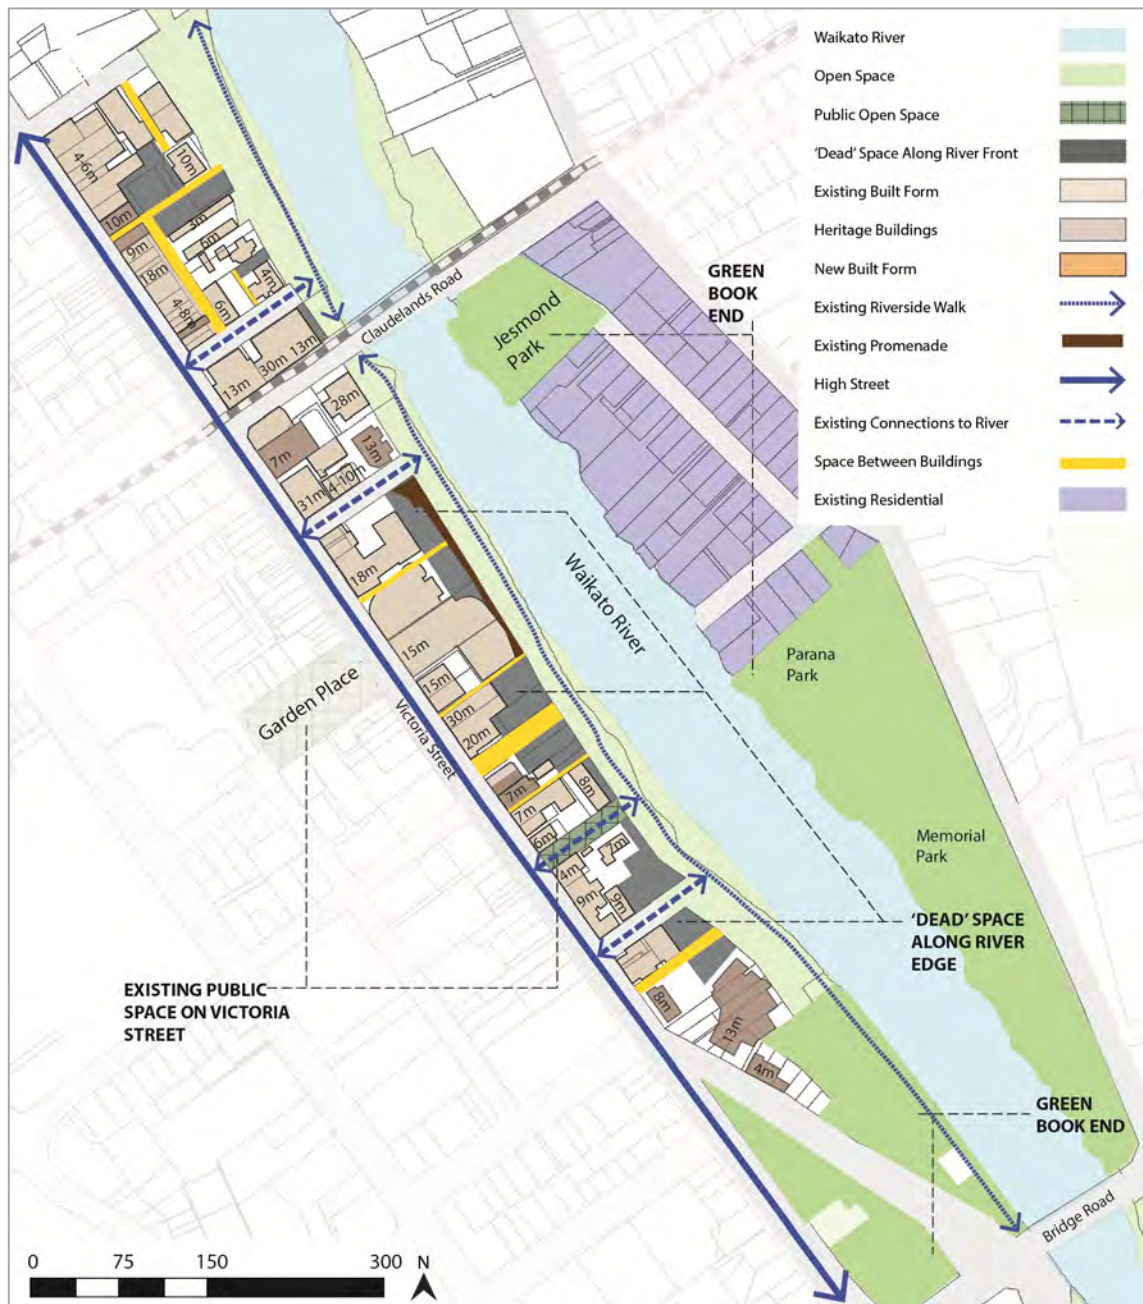 Waikato River
Open Space
Public Open Space
'Dead' Space Along River Front
Existing Built Form
Heritage Buildings
New Built Form
Existing Riverside Walk
Existing Promenade
High Street
Existing Connections to River
Space Between Buildings
Existing Residential
4-6m
10m
10m
3m
9m
6m
18m
14m
6m
4-8m
13m
30m
13m
Claudelands Road
GREEN
BOOK
END
Jesmond
Park
28m
7m
13m
4-10m
31m
18m
Waikato River
15m
15m
Garden Place
Victoria Street
30m
20m
Parana
Park
7m
8m
7m
6m
7m
4m
9m
9m
Memorial
Park
'DEAD' SPACE
ALONG RIVER
EDGE
EXISTING PUBLIC
SPACE ON VICTORIA
STREET
8m
13m
4m
GREEN
BOOK END
Bridge Road
0 75 150 300 N